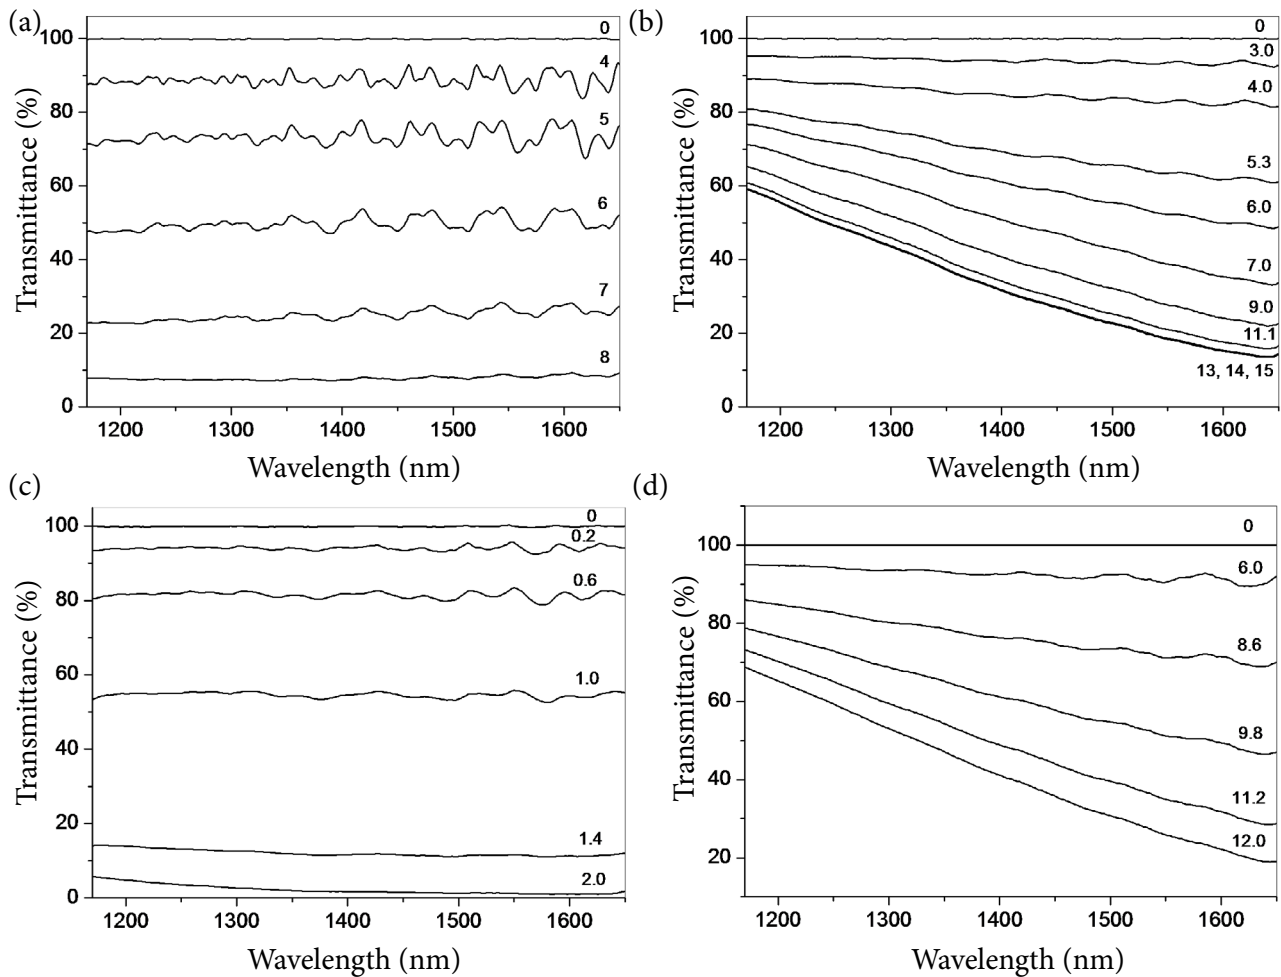 (a)
Transmittance (%)
100
80
60
40
20
0
0
4
5
6
7
8
1200 1300 1400 1500 1600
Wavelength (nm)
(b)
Transmittance (%)
100
80
60
40
20
0
0
3.0
4.0
5.3
6.0
7.0
9.0
11.1
13, 14, 15
1200 1300 1400 1500 1600
Wavelength (nm)
(c)
Transmittance (%)
100
80
60
40
20
0
0
0.2
0.6
1.0
1.4
2.0
1200 1300 1400 1500 1600
Wavelength (nm)
(d)
Transmittance (%)
100
80
60
40
20
0
6.0
8.6
9.8
11.2
12.0
1200 1300 1400 1500 1600
Wavelength (nm)